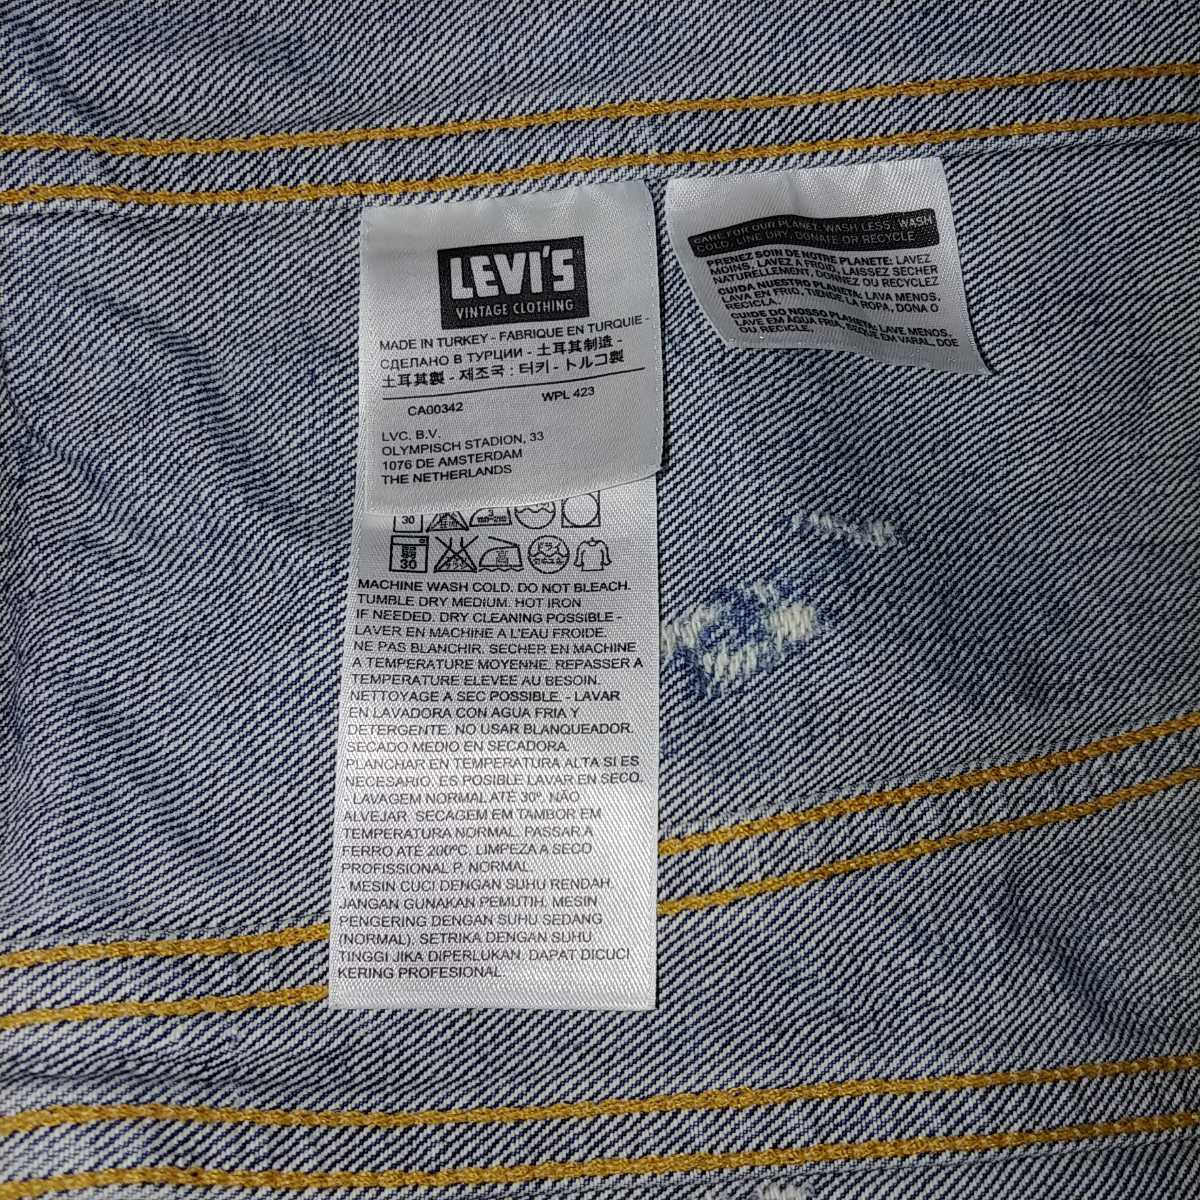 LEVI'S
VINTAGE CLOTHING
MADE IN TURKEY - FABRIQUE EN TURQUIE -
СДЕЛАНО В ТУРЦИИ - 土耳其制造 -
土耳其製 - 제조국 : 터키 - トルコ製
CA00342 WPL 423
LVC. B.V.
OLYMPISCH STADION, 33
1076 DE AMSTERDAM
THE NETHERLANDS
30
30
MACHINE WASH COLD. DO NOT BLEACH.
TUMBLE DRY MEDIUM. HOT IRON
IF NEEDED. DRY CLEANING POSSIBLE -
LAVER EN MACHINE A L'EAU FROIDE.
NE PAS BLANCHIR. SECHER EN MACHINE
A TEMPERATURE MOYENNE. REPASSER A
TEMPERATURE ELEVEE AU BESOIN.
NETTOYAGE A SEC POSSIBLE. - LAVAR
EN LAVADORA CON AGUA FRIA Y
DETERGENTE. NO USAR BLANQUEADOR.
SECADO MEDIO EN SECADORA.
PLANCHAR EN TEMPERATURA ALTA SI ES
NECESARIO. ES POSIBLE LAVAR EN SECO.
- LAVAGEM NORMAL ATÉ 30º. NÃO
ALVEJAR. SECAGEM EM TAMBOR EM
TEMPERATURA NORMAL. PASSAR A
FERRO ATÉ 200ºC. LIMPEZA A SECO
PROFISSIONAL P, NORMAL.
- MESIN CUCI DENGAN SUHU RENDAH.
JANGAN GUNAKAN PEMUTIH. MESIN
PENGERING DENGAN SUHU SEDANG
(NORMAL). SETRIKA DENGAN SUHU
TINGGI JIKA DIPERLUKAN. DAPAT DICUCI
KERING PROFESIONAL.
CARE FOR OUR PLANET: WASH LESS, WASH
COLD, LINE DRY, DONATE OR RECYCLE
PRENEZ SOIN DE NOTRE PLANETE: LAVEZ
MOINS, LAVEZ A FROID, LAISSEZ SECHER
NATURELLEMENT, DONNEZ OU RECYCLEZ
CUIDA NUESTRO PLANETA: LAVA MENOS,
LAVA EN FRIO, TIENDE LA ROPA, DONA O
RECICLA.
CUIDE DO NOSSO PLANETA: LAVE MENOS,
LAVE EM ÁGUA FRIA, SEQUE EM VARAL, DOE
OU RECICLE.